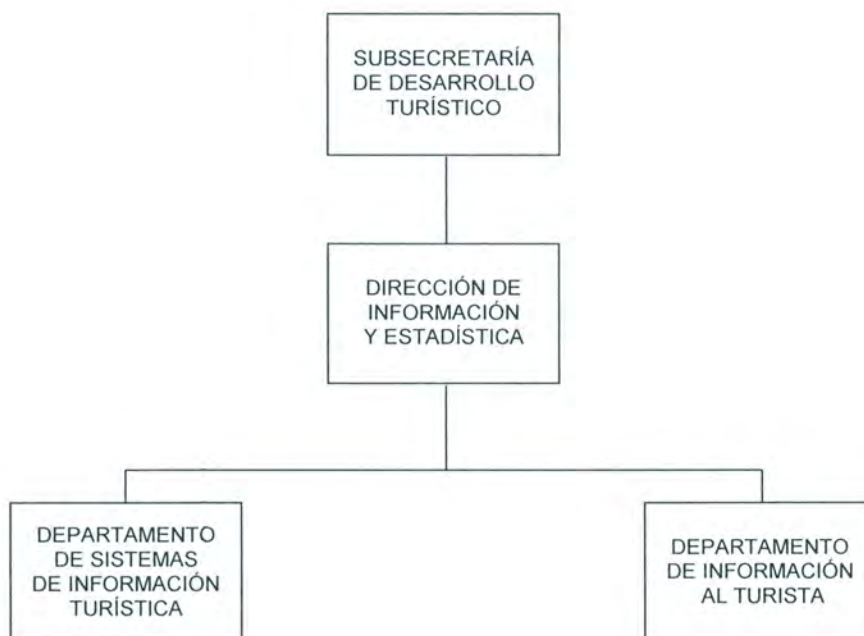 SUBSECRETARÍA
DE DESARROLLO
TURÍSTICO
DIRECCIÓN DE
INFORMACIÓN
Y ESTADÍSTICA
DEPARTAMENTO
DE SISTEMAS
DE INFORMACIÓN
TURÍSTICA
DEPARTAMENTO
DE INFORMACIÓN
AL TURISTA